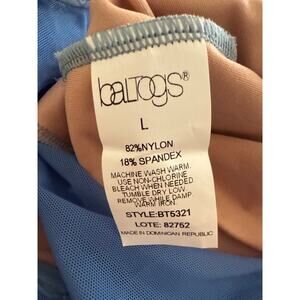 baltogs®
L
82%NYLON
18% SPANDEX
MACHINE WASH WARM.
USE NON-CHLORINE
BLEACH WHEN NEEDED
TUMBLE DRY LOW
REMOVE WHILE DAMP
WARM IRON.
STYLE:BT5321
LOTE: 82752
MADE IN DOMINICAN REPUBLIC